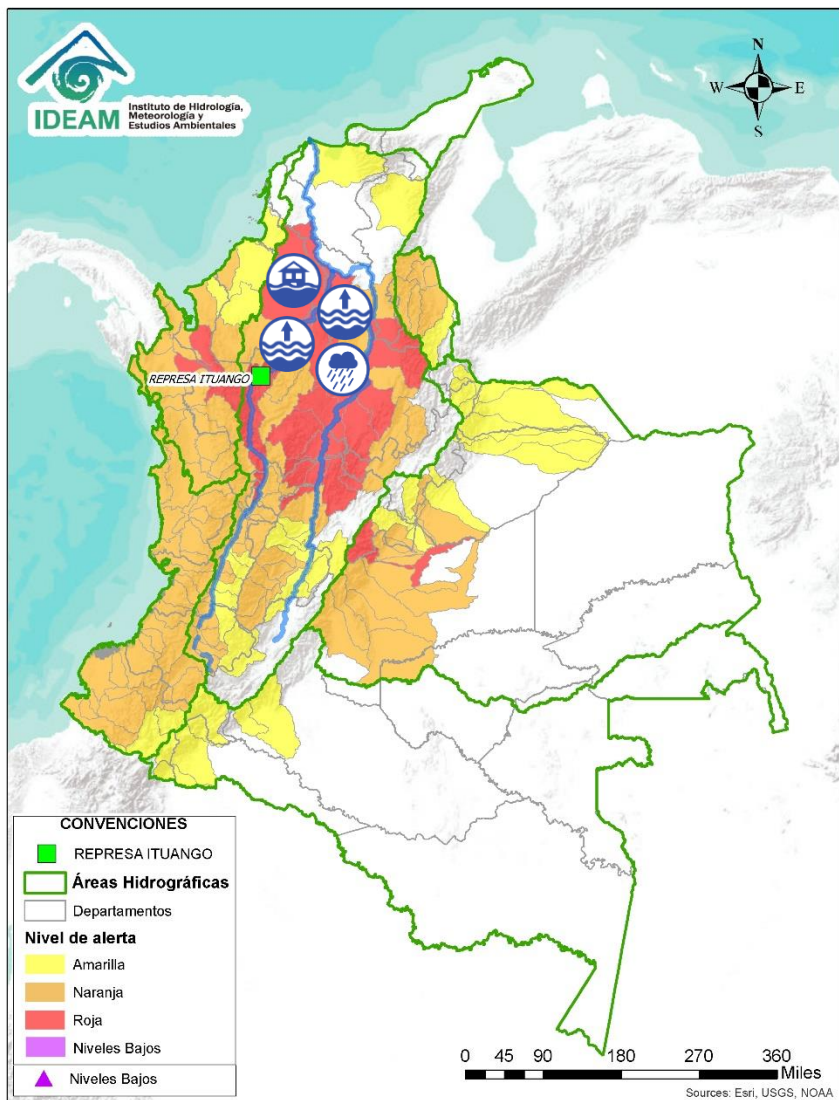 IDEAM
Instituto de Hidrología,
Meteorología y
Estudios Ambientales
N
W
E
S
REPRESA ITUANGO
CONVENCIONES
REPRESA ITUANGO
Áreas Hidrográficas
Departamentos
Nivel de alerta
Amarilla
Naranja
Roja
Niveles Bajos
Niveles Bajos
0 45 90 180 270 360
Miles
Sources: Esri, USGS, NOAA